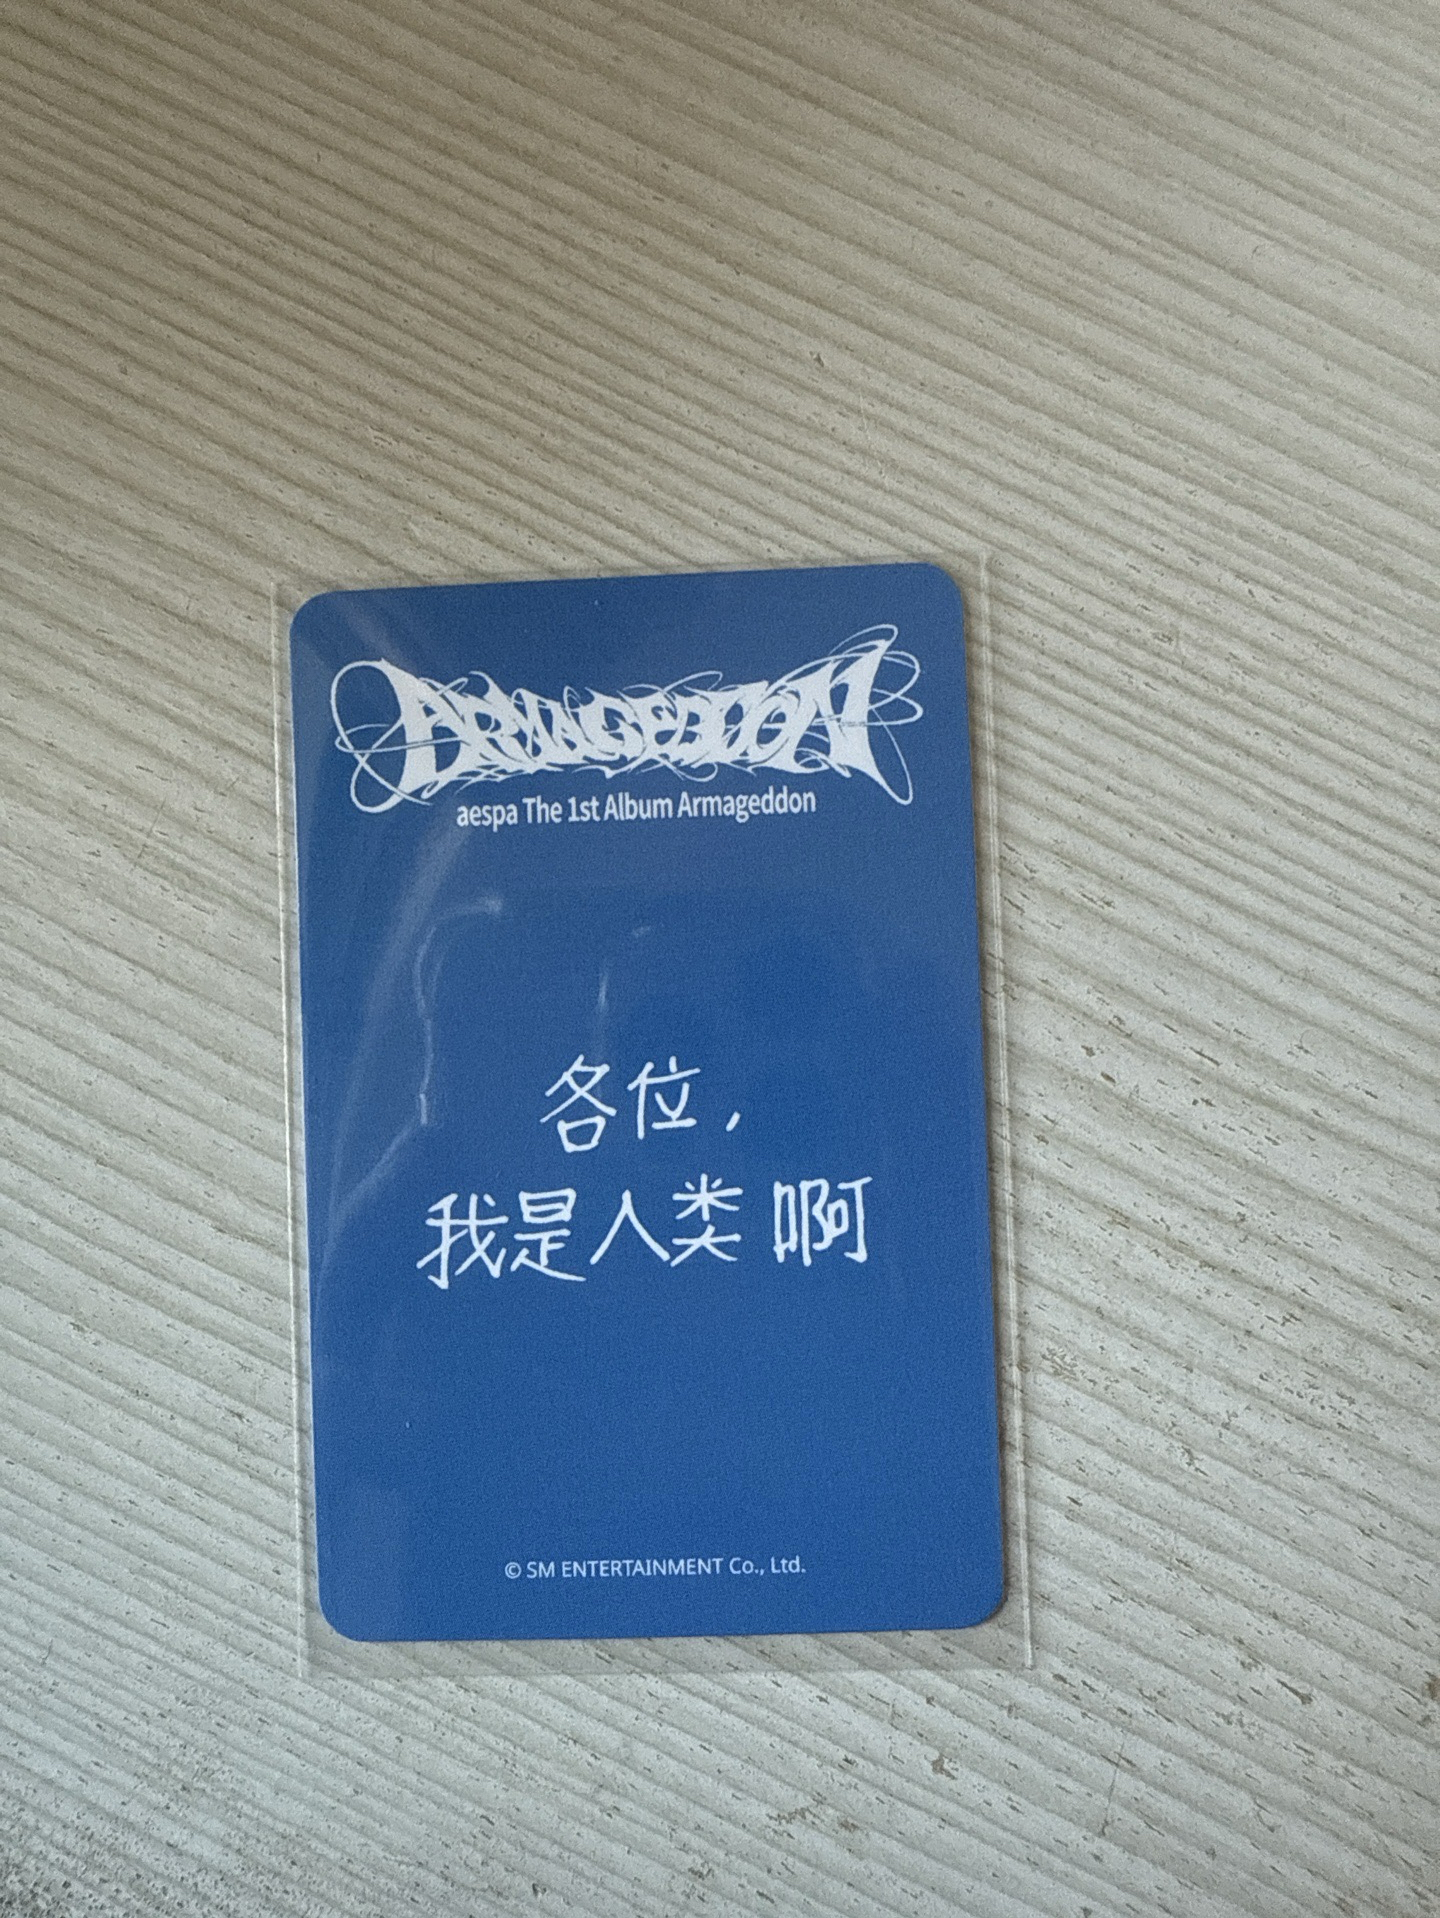 ARMAGEDDON
aespa The 1st Album Armageddon
各位，
我是人类 啊
© SM ENTERTAINMENT Co., Ltd.